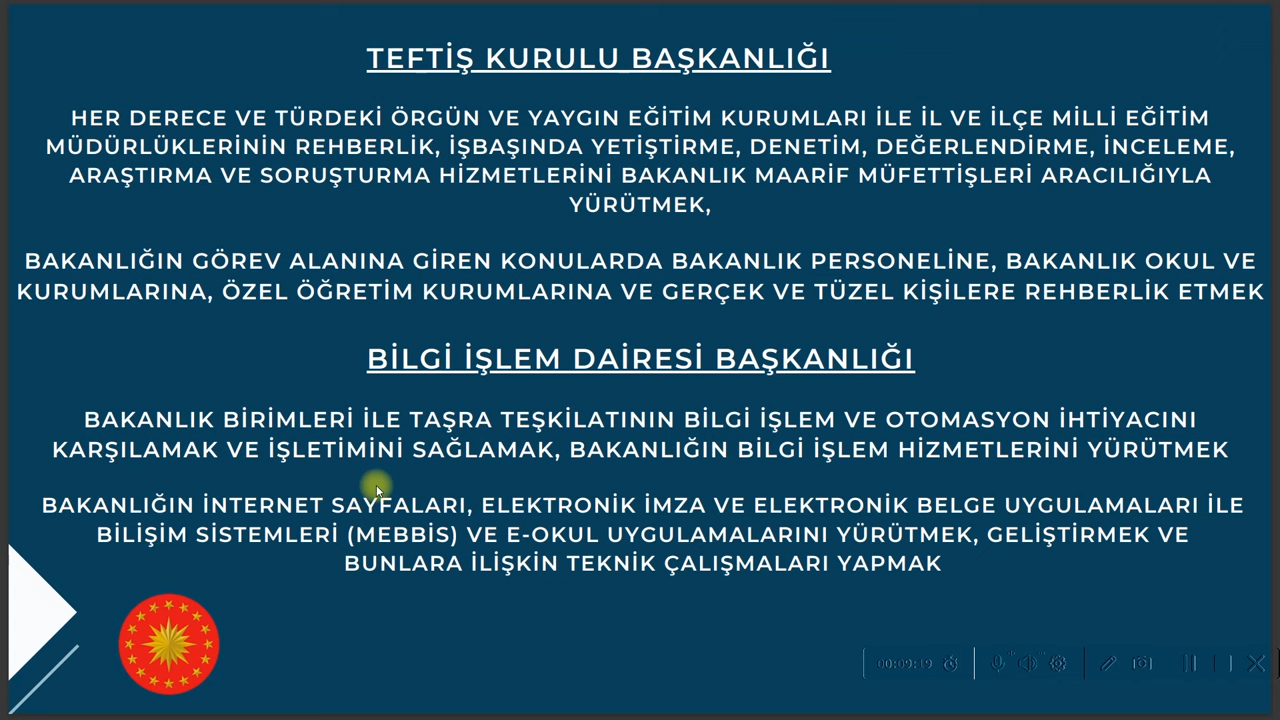 TEFTİŞ KURULU BAŞKANLIĞI
HER DERECE VE TÜRDEKİ ÖRGÜN VE YAYGIN EĞİTİM KURUMLARI İLE İL VE İLÇE MİLLİ EĞİTİM
MÜDÜRLÜKLERİNİN REHBERLİK, İŞBAŞINDA YETİŞTİRME, DENETİM, DEĞERLENDİRME, İNCELEME,
ARAŞTIRMA VE SORUŞTURMA HİZMETLERİNİ BAKANLIK MAARİF MÜFETTİŞLERİ ARACILIĞIYLA
YÜRÜTMEK,
BAKANLIĞIN GÖREV ALANINA GİREN KONULARDA BAKANLIK PERSONELİNE, BAKANLIK OKUL VE
KURUMLARINA, ÖZEL ÖĞRETİM KURUMLARINA VE GERÇEK VE TÜZEL KİŞİLERE REHBERLİK ETMEK
BİLGİ İŞLEM DAİRESİ BAŞKANLIĞI
BAKANLIK BİRİMLERİ İLE TAŞRA TEŞKİLATININ BİLGİ İŞLEM VE OTOMASYON İHTİYACINI
KARŞILAMAK VE İŞLETİMİNİ SAĞLAMAK, BAKANLIĞIN BİLGİ İŞLEM HİZMETLERİNİ YÜRÜTMEK
BAKANLIĞIN İNTERNET SAYFALARI, ELEKTRONİK İMZA VE ELEKTRONİK BELGE UYGULAMALARI İLE
BİLİŞİM SİSTEMLERİ (MEBBİS) VE E-OKUL UYGULAMALARINI YÜRÜTMEK, GELİŞTİRMEK VE
BUNLARA İLİŞKİN TEKNİK ÇALIŞMALARI YAPMAK
00:09:19